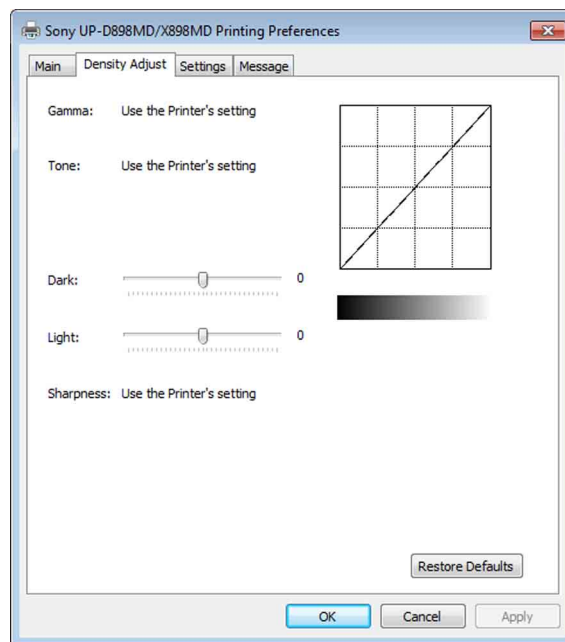 Sony UP-D898MD/X898MD Printing Preferences
Main Density Adjust Settings Message
Gamma: Use the Printer's setting
Tone: Use the Printer's setting
Dark: 0
Light: 0
Sharpness: Use the Printer's setting
Restore Defaults
OK Cancel Apply